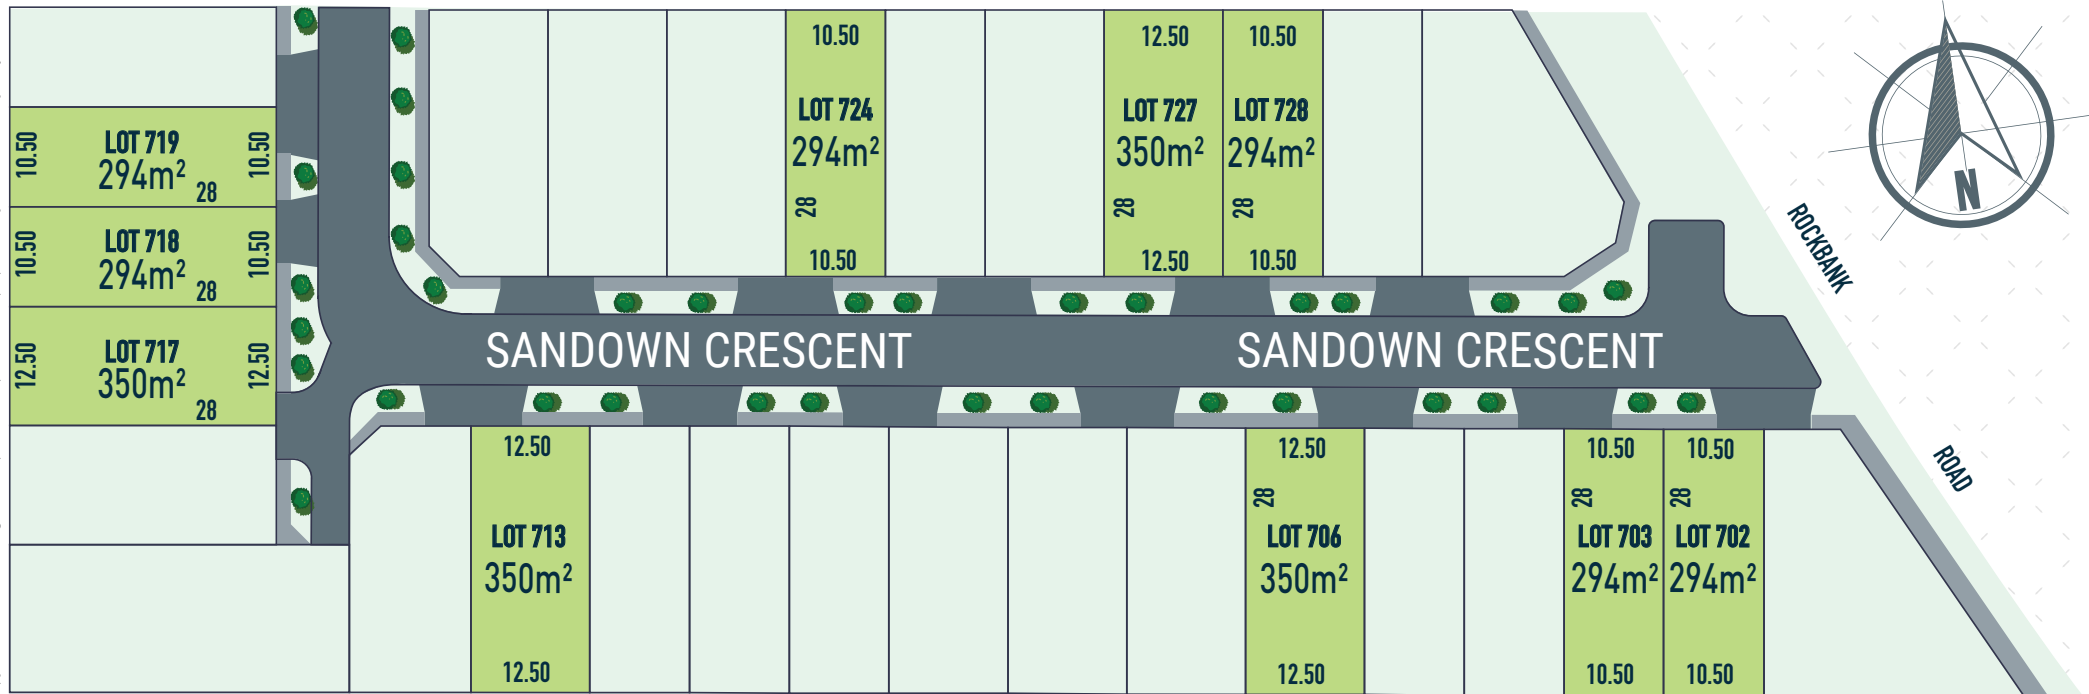 10.50
LOT 719
294m²
10.50
28
10.50
LOT 718
294m²
10.50
28
12.50
LOT 717
350m²
12.50
28
10.50
LOT 724
294m²
28
10.50
12.50
LOT 727
350m²
28
12.50
10.50
LOT 728
294m²
28
10.50
SANDOWN CRESCENT
SANDOWN CRESCENT
12.50
LOT 713
350m²
12.50
12.50
28
LOT 706
350m²
12.50
10.50
28
LOT 703
294m²
10.50
10.50
28
LOT 702
294m²
10.50
ROCKBANK
ROAD
N